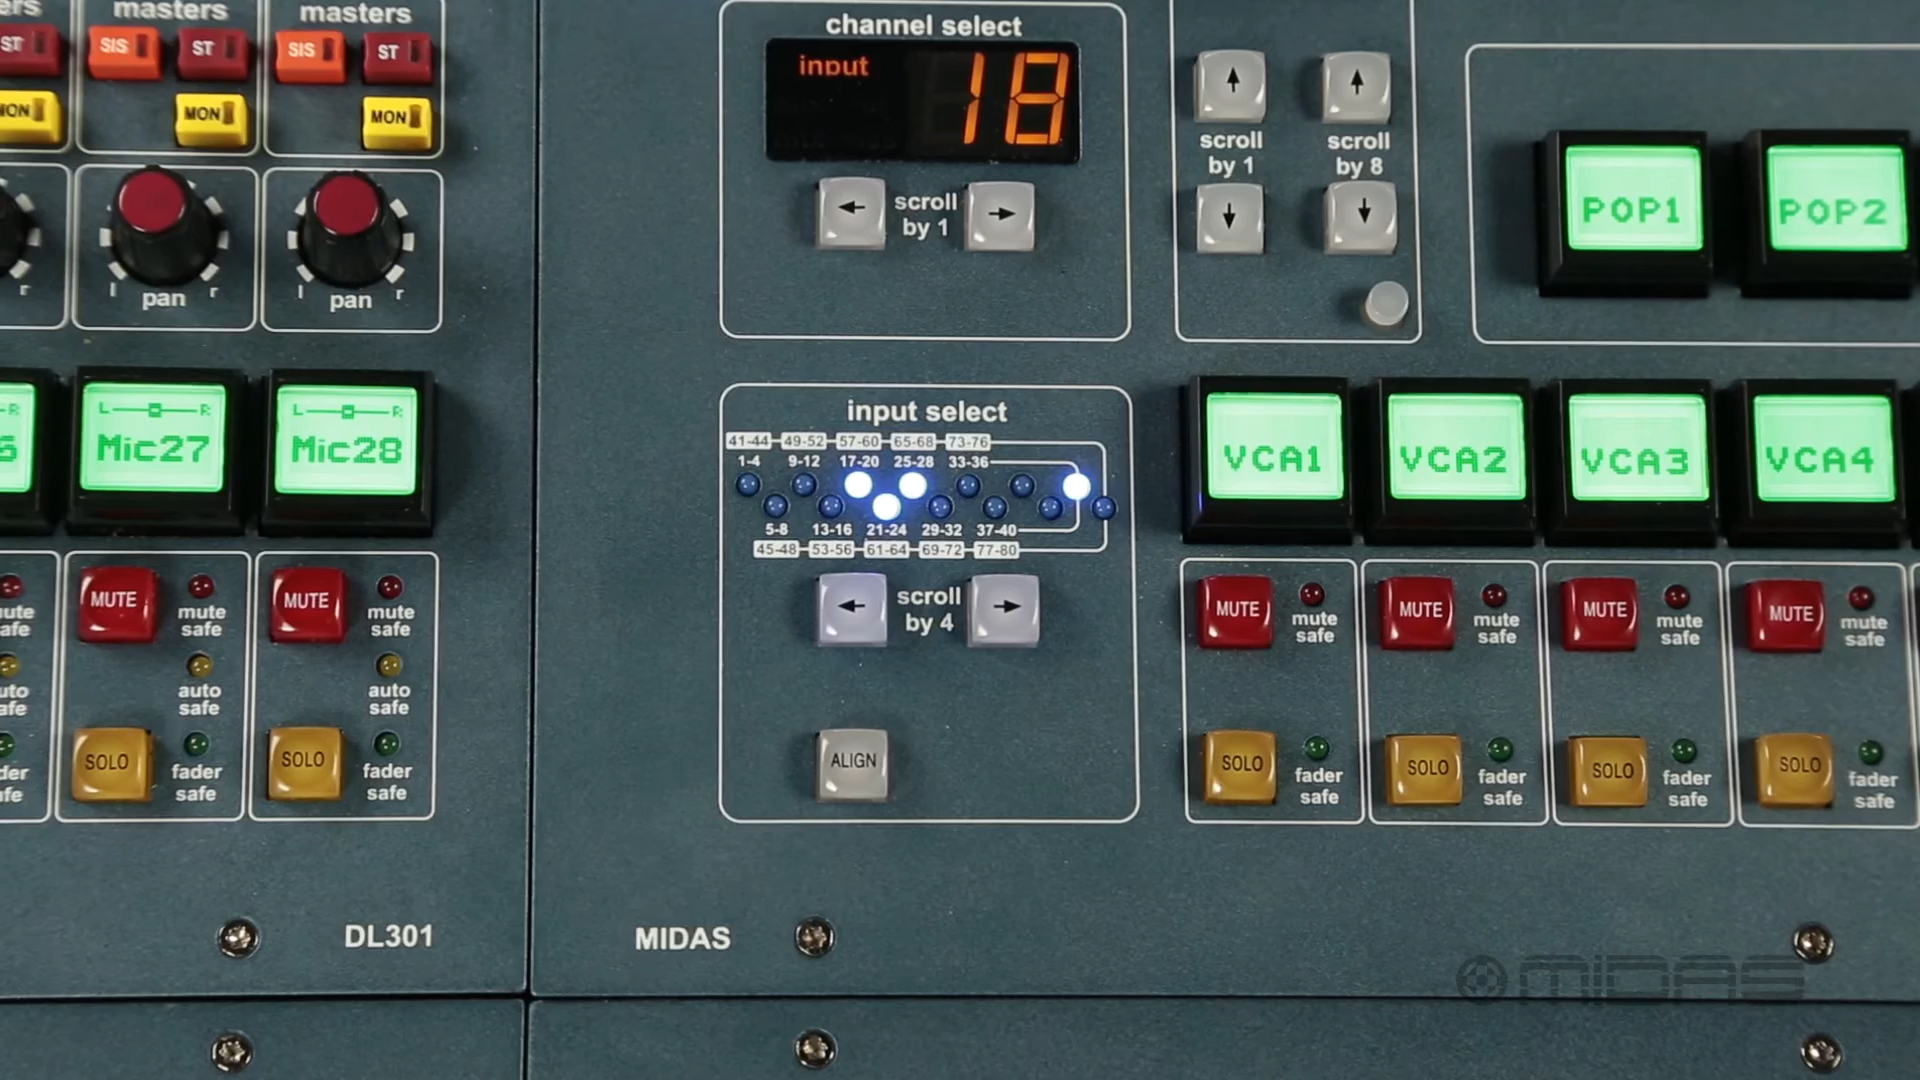 masters
masters
ST
SIS
ST
SIS
ST
MON
MON
MON
pan
l
r
pan
l
r
r
L
R
Mic27
L
R
Mic28
MUTE
mute
safe
auto
safe
SOLO
fader
safe
MUTE
mute
safe
auto
safe
SOLO
fader
safe
DL301
channel select
input
18
←
scroll
by 1
→
↑
scroll
by 1
↓
↑
scroll
by 8
↓
POP1
POP2
input select
41-44 49-52 57-60 65-68 73-76
1-4 9-12 17-20 25-28 33-36
5-8 13-16 21-24 29-32 37-40
45-48 53-56 61-64 69-72 77-80
←
scroll
by 4
→
ALIGN
VCA1
VCA2
VCA3
VCA4
MUTE
mute
safe
SOLO
fader
safe
MUTE
mute
safe
SOLO
fader
safe
MUTE
mute
safe
SOLO
fader
safe
MUTE
mute
safe
SOLO
fader
safe
MIDAS
MIDAS